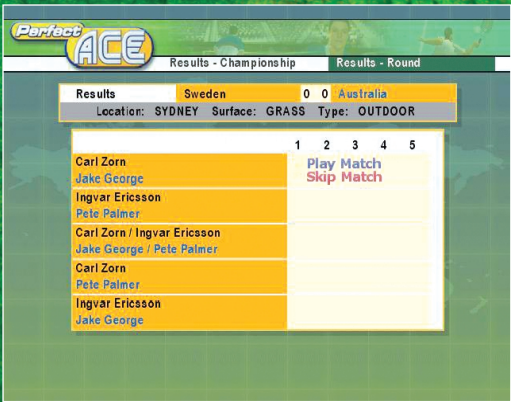 Perfect
ACE
Results - Championship Results - Round
Results Sweden 0 0 Australia
Location: SYDNEY Surface: GRASS Type: OUTDOOR
1 2 3 4 5
Carl Zorn
Jake George
Play Match
Skip Match
Ingvar Ericsson
Pete Palmer
Carl Zorn / Ingvar Ericsson
Jake George / Pete Palmer
Carl Zorn
Pete Palmer
Ingvar Ericsson
Jake George